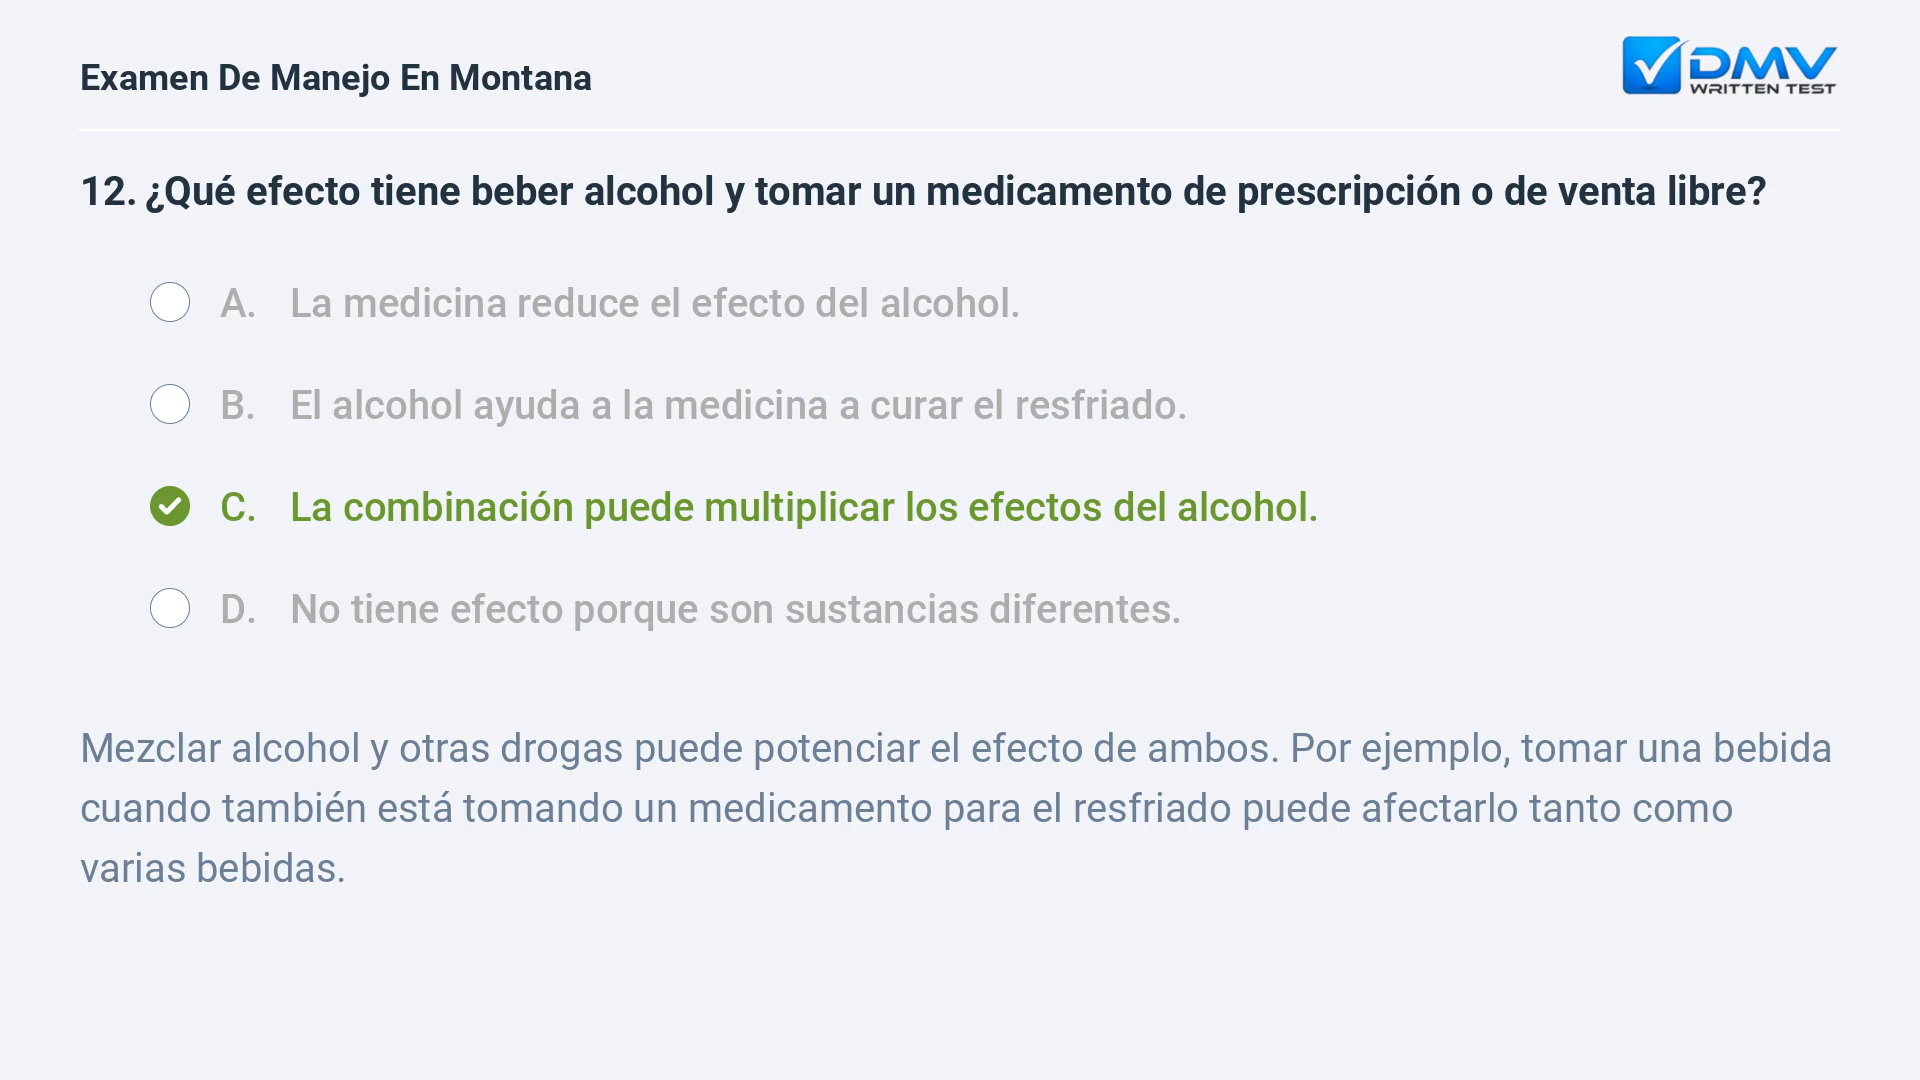 Examen De Manejo En Montana
DMV
WRITTEN TEST
12. ¿Qué efecto tiene beber alcohol y tomar un medicamento de prescripción o de venta libre?
A. La medicina reduce el efecto del alcohol.
B. El alcohol ayuda a la medicina a curar el resfriado.
C. La combinación puede multiplicar los efectos del alcohol.
D. No tiene efecto porque son sustancias diferentes.
Mezclar alcohol y otras drogas puede potenciar el efecto de ambos. Por ejemplo, tomar una bebida
cuando también está tomando un medicamento para el resfriado puede afectarlo tanto como
varias bebidas.